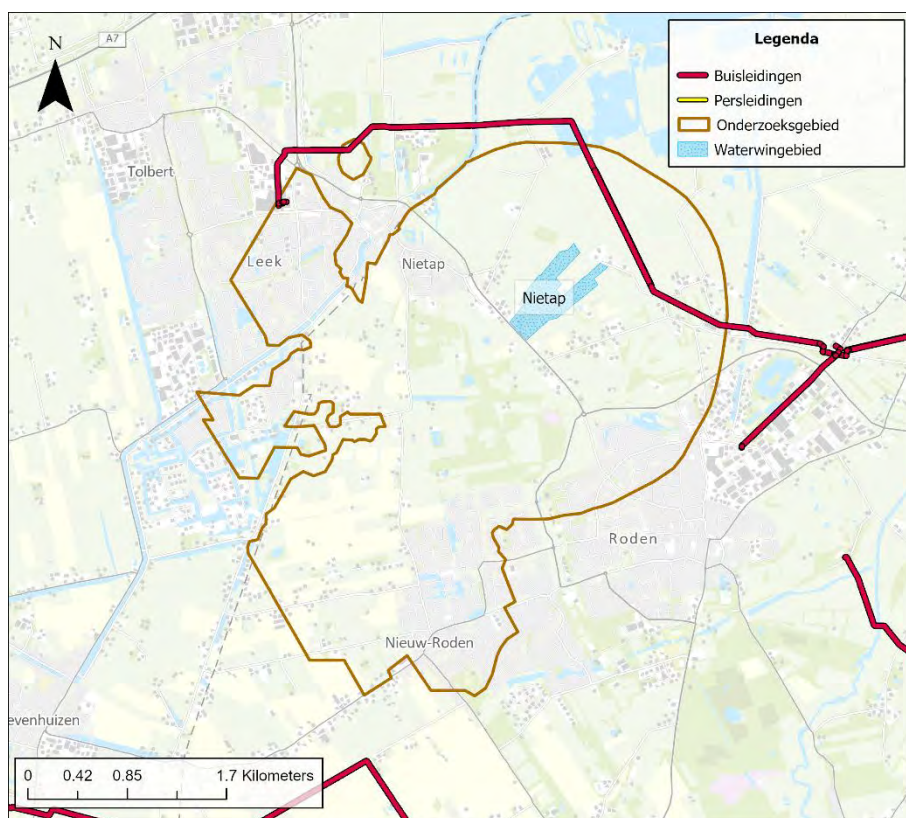 N
A7
Legenda
Buisleidingen
Persleidingen
Onderzoeksgebied
Waterwingebied
Tolbert
Leek
Nietap
Nietap
Roden
Nieuw-Roden
evenhuizen
0 0.42 0.85 1.7 Kilometers